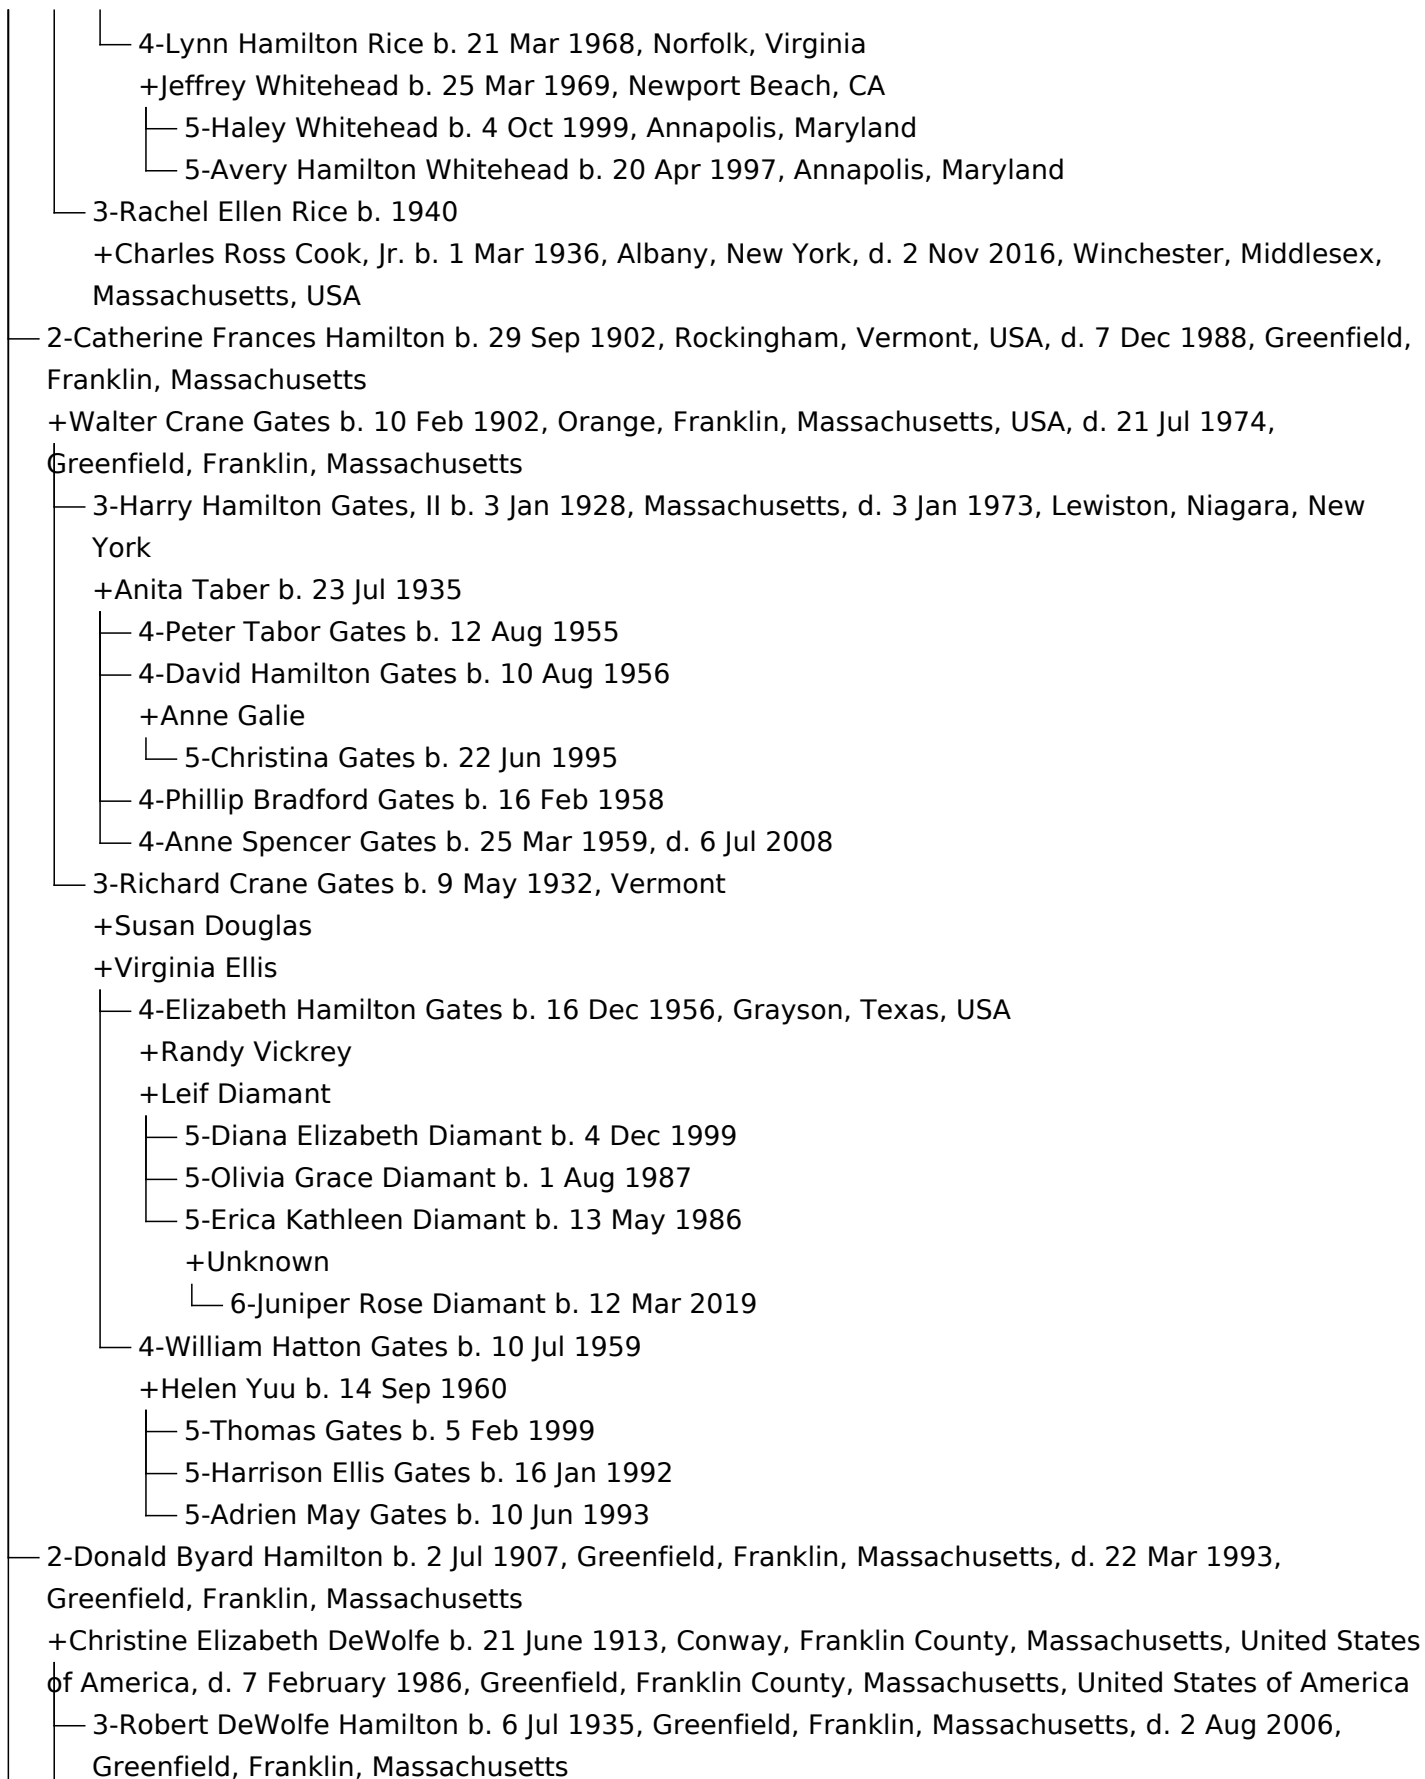 4-Lynn Hamilton Rice b. 21 Mar 1968, Norfolk, Virginia
+Jeffrey Whitehead b. 25 Mar 1969, Newport Beach, CA
5-Haley Whitehead b. 4 Oct 1999, Annapolis, Maryland
5-Avery Hamilton Whitehead b. 20 Apr 1997, Annapolis, Maryland
3-Rachel Ellen Rice b. 1940
+Charles Ross Cook, Jr. b. 1 Mar 1936, Albany, New York, d. 2 Nov 2016, Winchester, Middlesex,
Massachusetts, USA
2-Catherine Frances Hamilton b. 29 Sep 1902, Rockingham, Vermont, USA, d. 7 Dec 1988, Greenfield,
Franklin, Massachusetts
+Walter Crane Gates b. 10 Feb 1902, Orange, Franklin, Massachusetts, USA, d. 21 Jul 1974,
Greenfield, Franklin, Massachusetts
3-Harry Hamilton Gates, II b. 3 Jan 1928, Massachusetts, d. 3 Jan 1973, Lewiston, Niagara, New
York
+Anita Taber b. 23 Jul 1935
4-Peter Tabor Gates b. 12 Aug 1955
4-David Hamilton Gates b. 10 Aug 1956
+Anne Galie
5-Christina Gates b. 22 Jun 1995
4-Phillip Bradford Gates b. 16 Feb 1958
4-Anne Spencer Gates b. 25 Mar 1959, d. 6 Jul 2008
3-Richard Crane Gates b. 9 May 1932, Vermont
+Susan Douglas
+Virginia Ellis
4-Elizabeth Hamilton Gates b. 16 Dec 1956, Grayson, Texas, USA
+Randy Vickrey
+Leif Diamant
5-Diana Elizabeth Diamant b. 4 Dec 1999
5-Olivia Grace Diamant b. 1 Aug 1987
5-Erica Kathleen Diamant b. 13 May 1986
+Unknown
6-Juniper Rose Diamant b. 12 Mar 2019
4-William Hatton Gates b. 10 Jul 1959
+Helen Yuu b. 14 Sep 1960
5-Thomas Gates b. 5 Feb 1999
5-Harrison Ellis Gates b. 16 Jan 1992
5-Adrien May Gates b. 10 Jun 1993
2-Donald Byard Hamilton b. 2 Jul 1907, Greenfield, Franklin, Massachusetts, d. 22 Mar 1993,
Greenfield, Franklin, Massachusetts
+Christine Elizabeth DeWolfe b. 21 June 1913, Conway, Franklin County, Massachusetts, United States
of America, d. 7 February 1986, Greenfield, Franklin County, Massachusetts, United States of America
3-Robert DeWolfe Hamilton b. 6 Jul 1935, Greenfield, Franklin, Massachusetts, d. 2 Aug 2006,
Greenfield, Franklin, Massachusetts